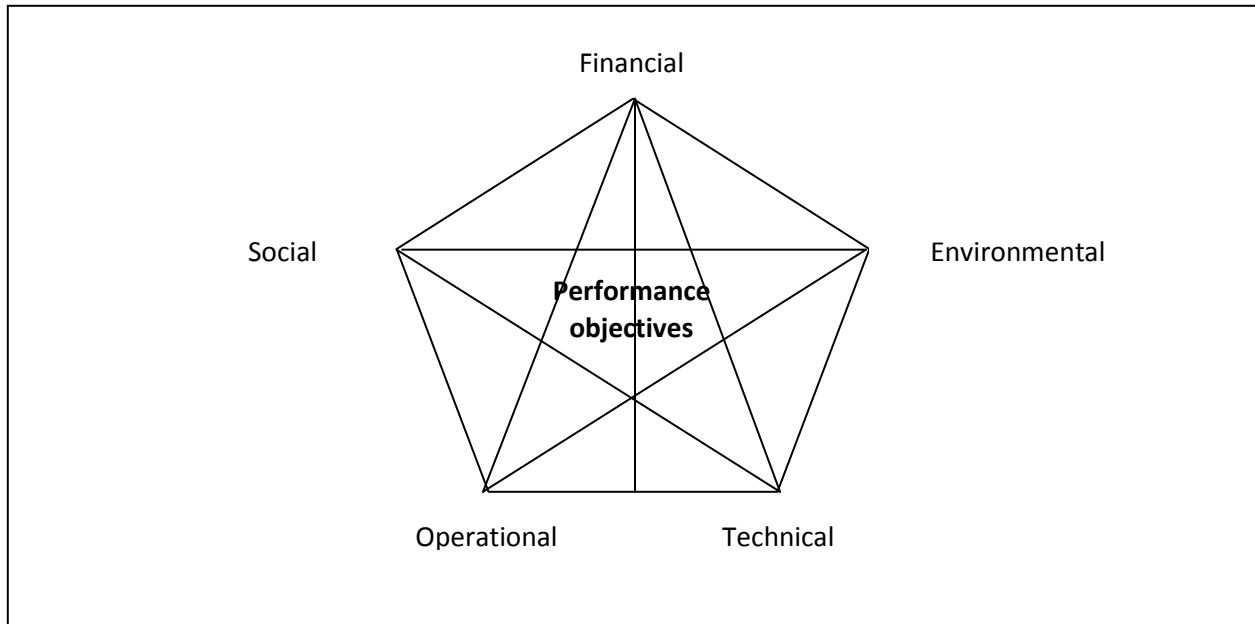 Financial
Social
Environmental
Performance
objectives
Operational
Technical